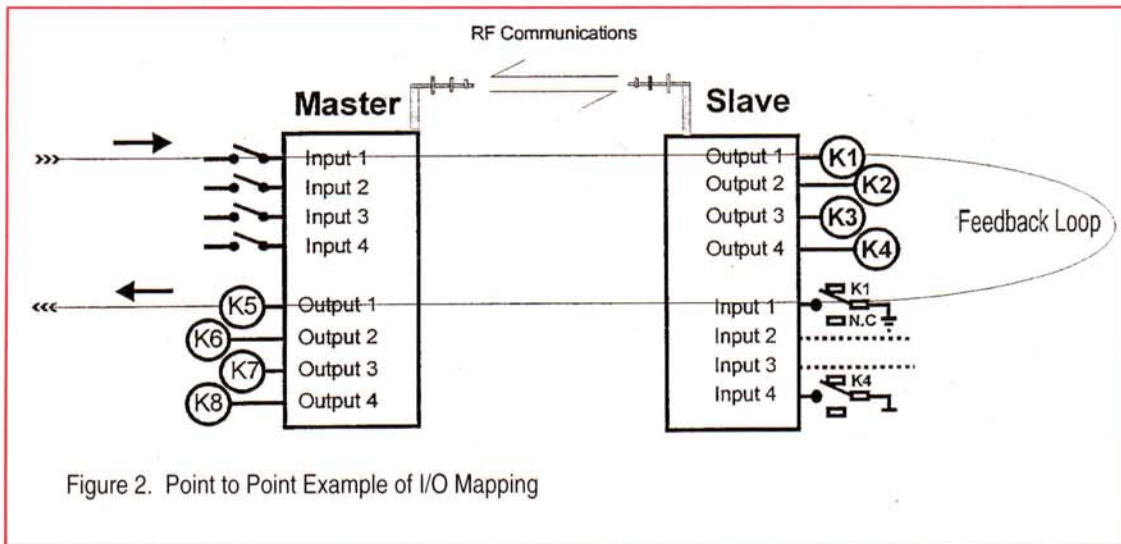 RF Communications
Master
Slave
Input 1
Input 2
Input 3
Input 4
K5 Output 1
K6 Output 2
K7 Output 3
K8 Output 4
Output 1 K1
Output 2 K2
Output 3 K3
Output 4 K4
Feedback Loop
Input 1 K1
N.C
Input 2
Input 3
Input 4 K4
Figure 2. Point to Point Example of I/O Mapping